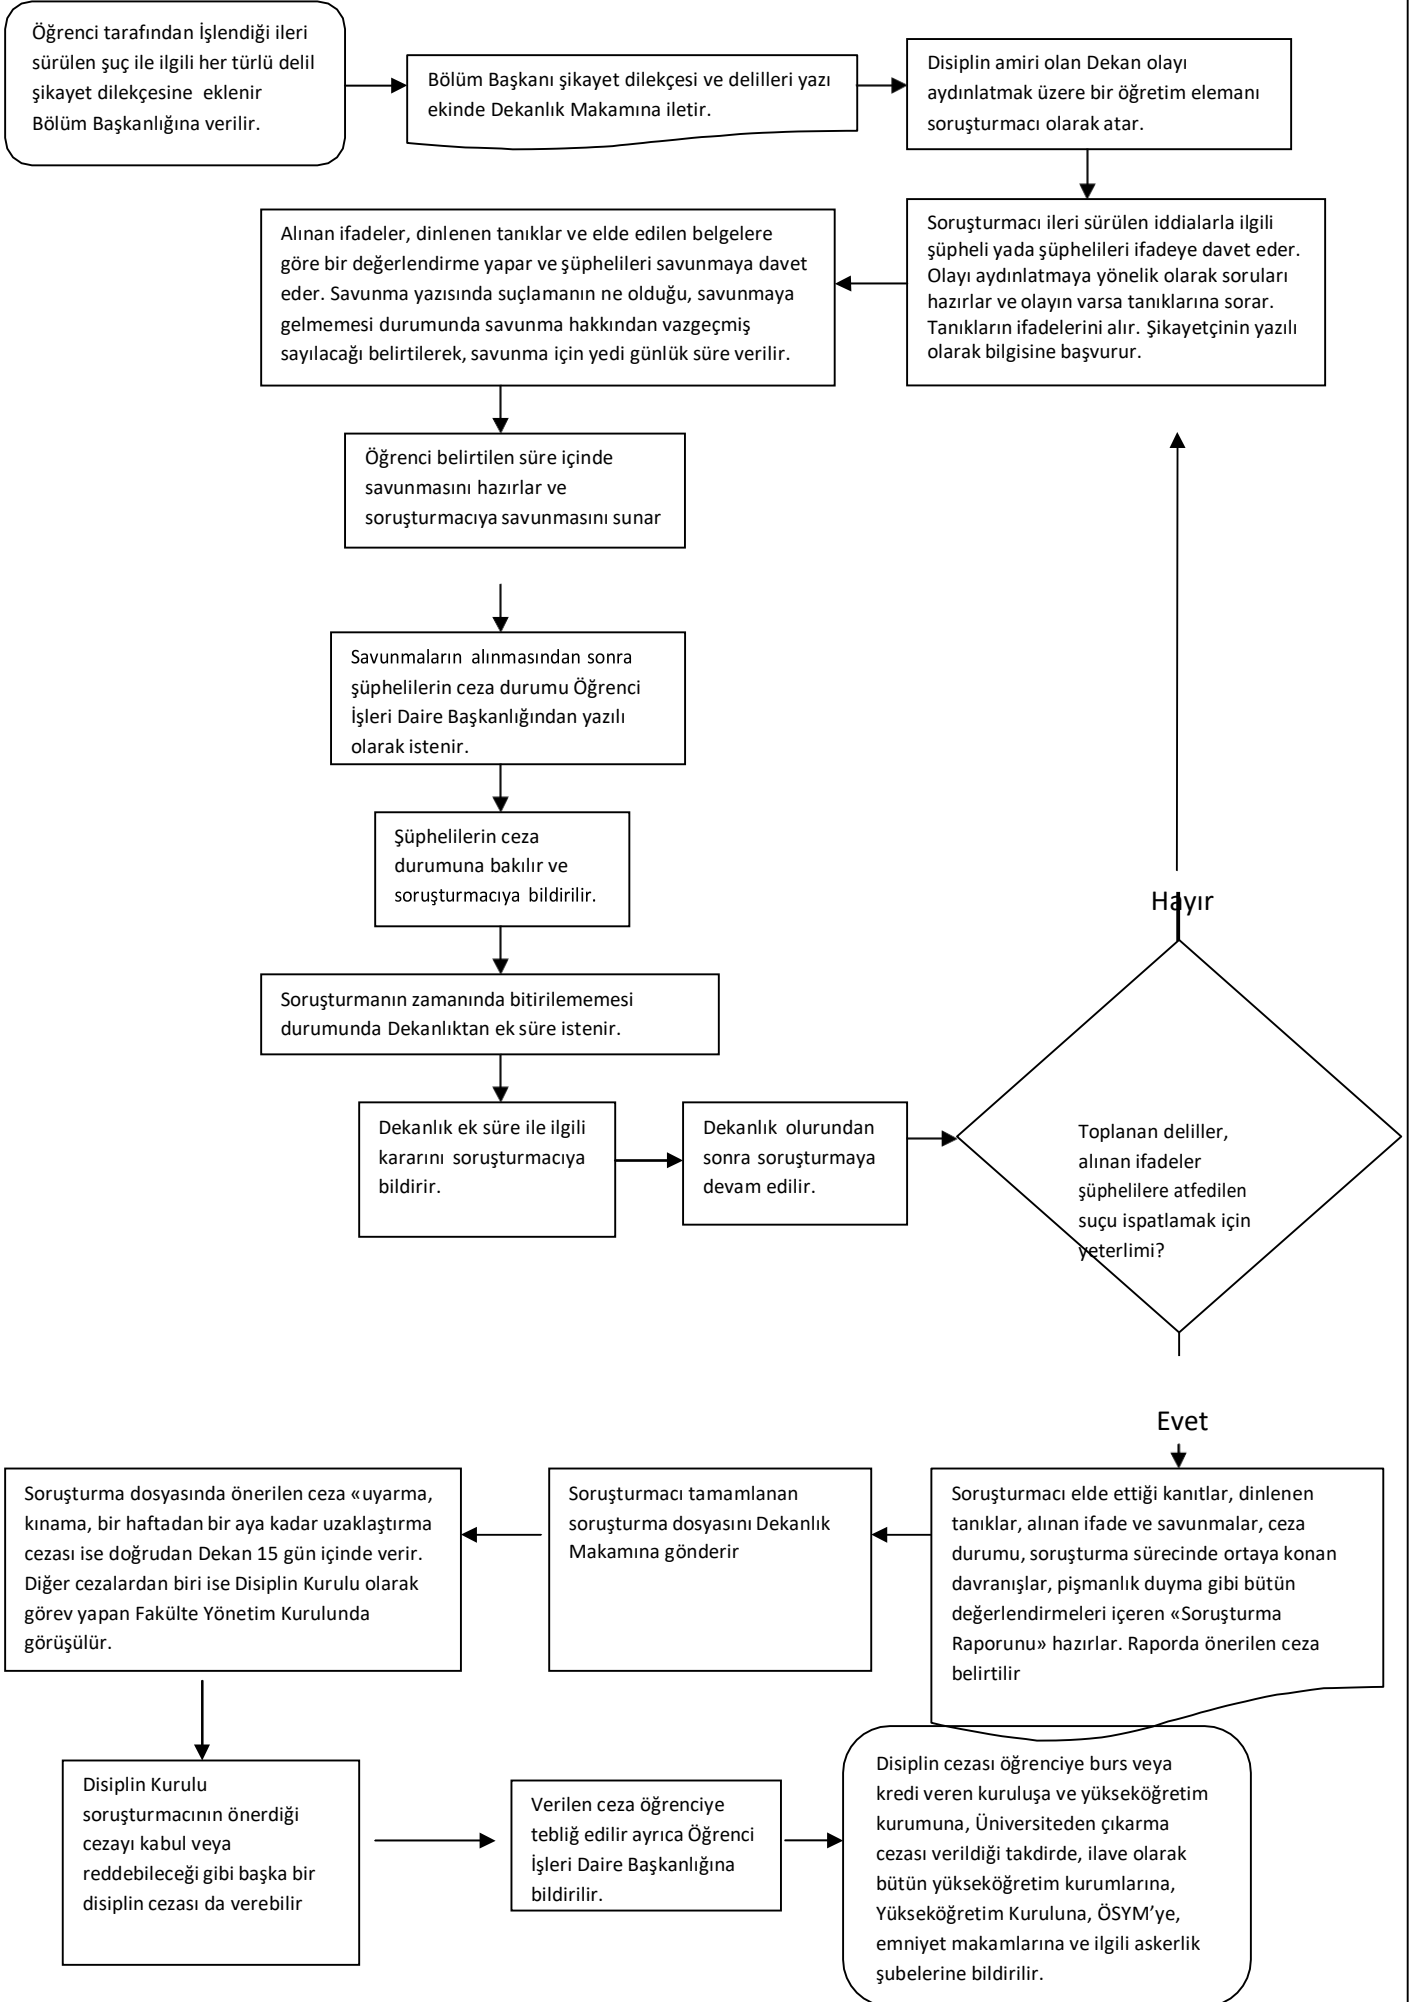 Öğrenci tarafından İşlendiği ileri
sürülen şuç ile ilgili her türlü delil
şikayet dilekçesine eklenir
Bölüm Başkanlığına verilir.
Bölüm Başkanı şikayet dilekçesi ve delilleri yazı
ekinde Dekanlık Makamına iletir.
Disiplin amiri olan Dekan olayı
aydınlatmak üzere bir öğretim elemanı
soruşturmacı olarak atar.
Soruşturmacı ileri sürülen iddialarla ilgili
şüpheli yada şüphelileri ifadeye davet eder.
Olayı aydınlatmaya yönelik olarak soruları
hazırlar ve olayın varsa tanıklarına sorar.
Tanıkların ifadelerini alır. Şikayetçinin yazılı
olarak bilgisine başvurur.
Alınan ifadeler, dinlenen tanıklar ve elde edilen belgelere
göre bir değerlendirme yapar ve şüphelileri savunmaya davet
eder. Savunma yazısında suçlamanın ne olduğu, savunmaya
gelmemesi durumunda savunma hakkından vazgeçmiş
sayılacağı belirtilerek, savunma için yedi günlük süre verilir.
Öğrenci belirtilen süre içinde
savunmasını hazırlar ve
soruşturmacıya savunmasını sunar
Savunmaların alınmasından sonra
şüphelilerin ceza durumu Öğrenci
İşleri Daire Başkanlığından yazılı
olarak istenir.
Şüphelilerin ceza
durumuna bakılır ve
soruşturmacıya bildirilir.
Soruşturmanın zamanında bitirilememesi
durumunda Dekanlıktan ek süre istenir.
Dekanlık ek süre ile ilgili
kararını soruşturmacıya
bildirir.
Dekanlık olurundan
sonra soruşturmaya
devam edilir.
Hayır
Toplanan deliller,
alınan ifadeler
şüphelilere atfedilen
suçu ispatlamak için
yeterlimi?
Evet
Soruşturmacı elde ettiği kanıtlar, dinlenen
tanıklar, alınan ifade ve savunmalar, ceza
durumu, soruşturma sürecinde ortaya konan
davranışlar, pişmanlık duyma gibi bütün
değerlendirmeleri içeren «Soruşturma
Raporunu» hazırlar. Raporda önerilen ceza
belirtilir
Soruşturmacı tamamlanan
soruşturma dosyasını Dekanlık
Makamına gönderir
Soruşturma dosyasında önerilen ceza «uyarma,
kınama, bir haftadan bir aya kadar uzaklaştırma
cezası ise doğrudan Dekan 15 gün içinde verir.
Diğer cezalardan biri ise Disiplin Kurulu olarak
görev yapan Fakülte Yönetim Kurulunda
görüşülür.
Disiplin Kurulu
soruşturmacının önerdiği
cezayı kabul veya
reddebileceği gibi başka bir
disiplin cezası da verebilir
Verilen ceza öğrenciye
tebliğ edilir ayrıca Öğrenci
İşleri Daire Başkanlığına
bildirilir.
Disiplin cezası öğrenciye burs veya
kredi veren kuruluşa ve yükseköğretim
kurumuna, Üniversiteden çıkarma
cezası verildiği takdirde, ilave olarak
bütün yükseköğretim kurumlarına,
Yükseköğretim Kuruluna, ÖSYM’ye,
emniyet makamlarına ve ilgili askerlik
şubelerine bildirilir.